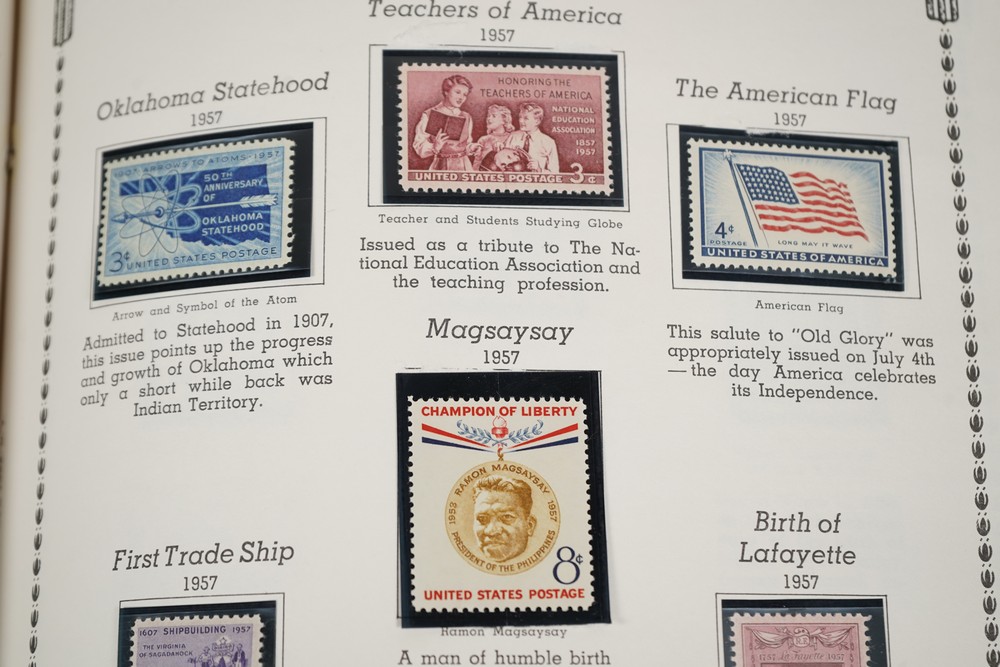 Teachers of America
1957
HONORING THE
TEACHERS OF AMERICA
NATIONAL
EDUCATION
ASSOCIATION
1857
1957
UNITED STATES POSTAGE 3¢
Teacher and Students Studying Globe
Issued as a tribute to The Na-
tional Education Association and
the teaching profession.
Oklahoma Statehood
1957
1907 ARROWS TO ATOMS · 1957
50TH
ANNIVERSARY
OF
OKLAHOMA
STATEHOOD
3¢ UNITED STATES POSTAGE
Arrow and Symbol of the Atom
Admitted to Statehood in 1907,
this issue points up the progress
and growth of Oklahoma which
only a short while back was
Indian Territory.
The American Flag
1957
4¢
POSTAGE
LONG MAY IT WAVE
UNITED STATES OF AMERICA
American Flag
This salute to "Old Glory" was
appropriately issued on July 4th
—the day America celebrates
its Independence.
Magsaysay
1957
CHAMPION OF LIBERTY
RAMON MAGSAYSAY
1953
1957
PRESIDENT OF THE PHILIPPINES
8¢
UNITED STATES POSTAGE
Ramon Magsaysay
A man of humble birth
First Trade Ship
1957
1607 SHIPBUILDING 1957
THE VIRGINIA
OF SAGADAHOCK
Birth of
Lafayette
1957
1757 La Fayette 1957